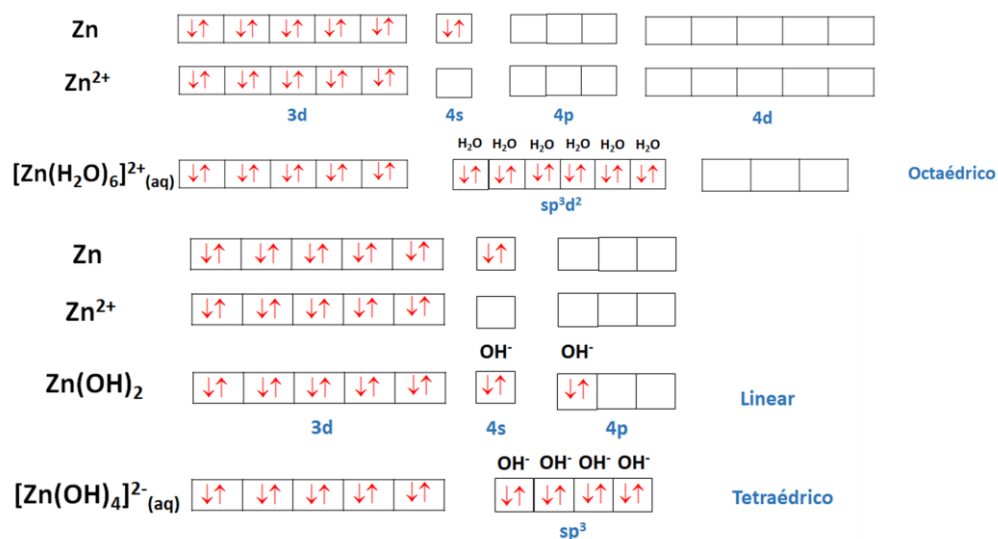 Zn
Zn²⁺
3d 4s 4p 4d
H₂O H₂O H₂O H₂O H₂O H₂O
[Zn(H₂O)₆]²⁺(aq) Octaédrico
sp³d²
Zn
Zn²⁺
OH⁻ OH⁻
Zn(OH)₂ Linear
3d 4s 4p
OH⁻ OH⁻ OH⁻ OH⁻
[Zn(OH)₄]²⁻(aq) Tetraédrico
sp³